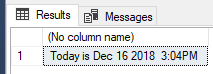 Results Messages
(No column name)
1 Today is Dec 16 2018 3:04PM